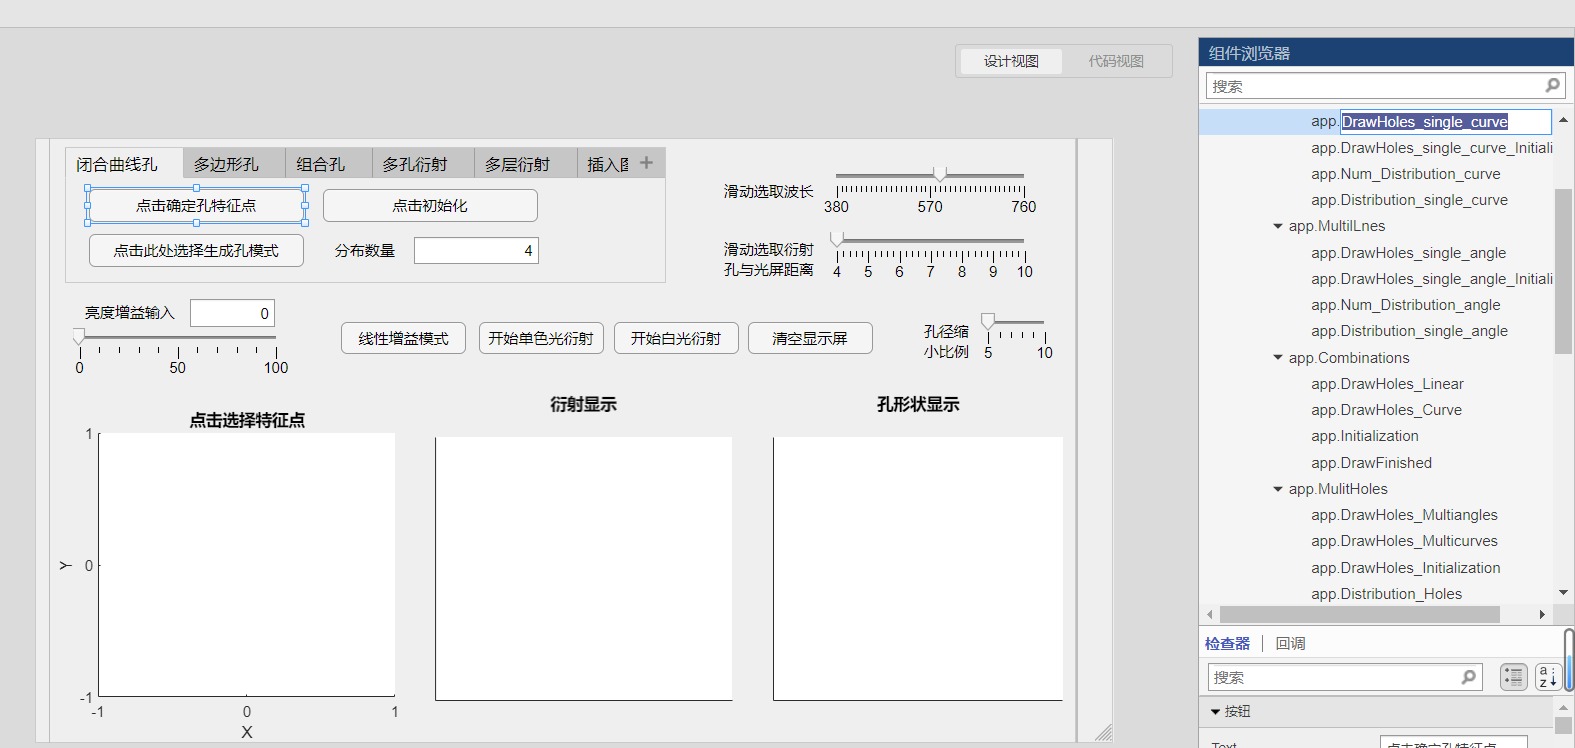 设计视图 代码视图
闭合曲线孔 多边形孔 组合孔 多孔衍射 多层衍射 插入图 +
点击确定孔特征点 点击初始化
点击此处选择生成孔模式 分布数量 4
滑动选取波长
380 570 760
滑动选取衍射
孔与光屏距离
4 5 6 7 8 9 10
亮度增益输入 0
0 50 100
线性增益模式 开始单色光衍射 开始白光衍射 清空显示屏
孔径缩
小比例
5 10
点击选择特征点
1
0
-1
Y
-1 0 1
X
衍射显示
孔形状显示
组件浏览器
搜索
app.DrawHoles_single_curve
app.DrawHoles_single_curve_Initiali
app.Num_Distribution_curve
app.Distribution_single_curve
app.MultilLnes
app.DrawHoles_single_angle
app.DrawHoles_single_angle_Initiali
app.Num_Distribution_angle
app.Distribution_single_angle
app.Combinations
app.DrawHoles_Linear
app.DrawHoles_Curve
app.Initialization
app.DrawFinished
app.MulitHoles
app.DrawHoles_Multiangles
app.DrawHoles_Multicurves
app.DrawHoles_Initialization
app.Distribution_Holes
检查器 回调
搜索
a z
按钮
Text 点击确定孔特征点